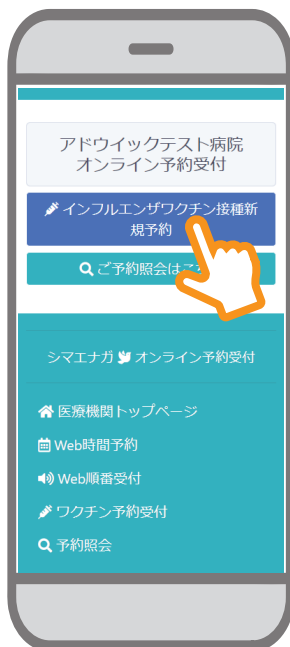 アドウイックテスト病院
オンライン予約受付
インフルエンザワクチン接種新
規予約
ご予約照会は
シマエナガ オンライン予約受付
医療機関トップページ
Web時間予約
Web順番受付
ワクチン予約受付
予約照会